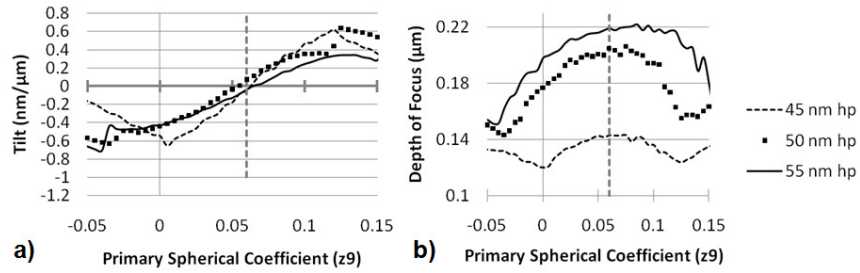 0.8
0.6
0.4
0.2
0
-0.2
-0.4
-0.6
-0.8
-1
-1.2
Tilt (nm/μm)
-0.05 0 0.05 0.1 0.15
a) Primary Spherical Coefficient (z9)
0.22
0.18
0.14
0.1
Depth of Focus (μm)
-0.05 0 0.05 0.1 0.15
b) Primary Spherical Coefficient (z9)
45 nm hp
50 nm hp
55 nm hp